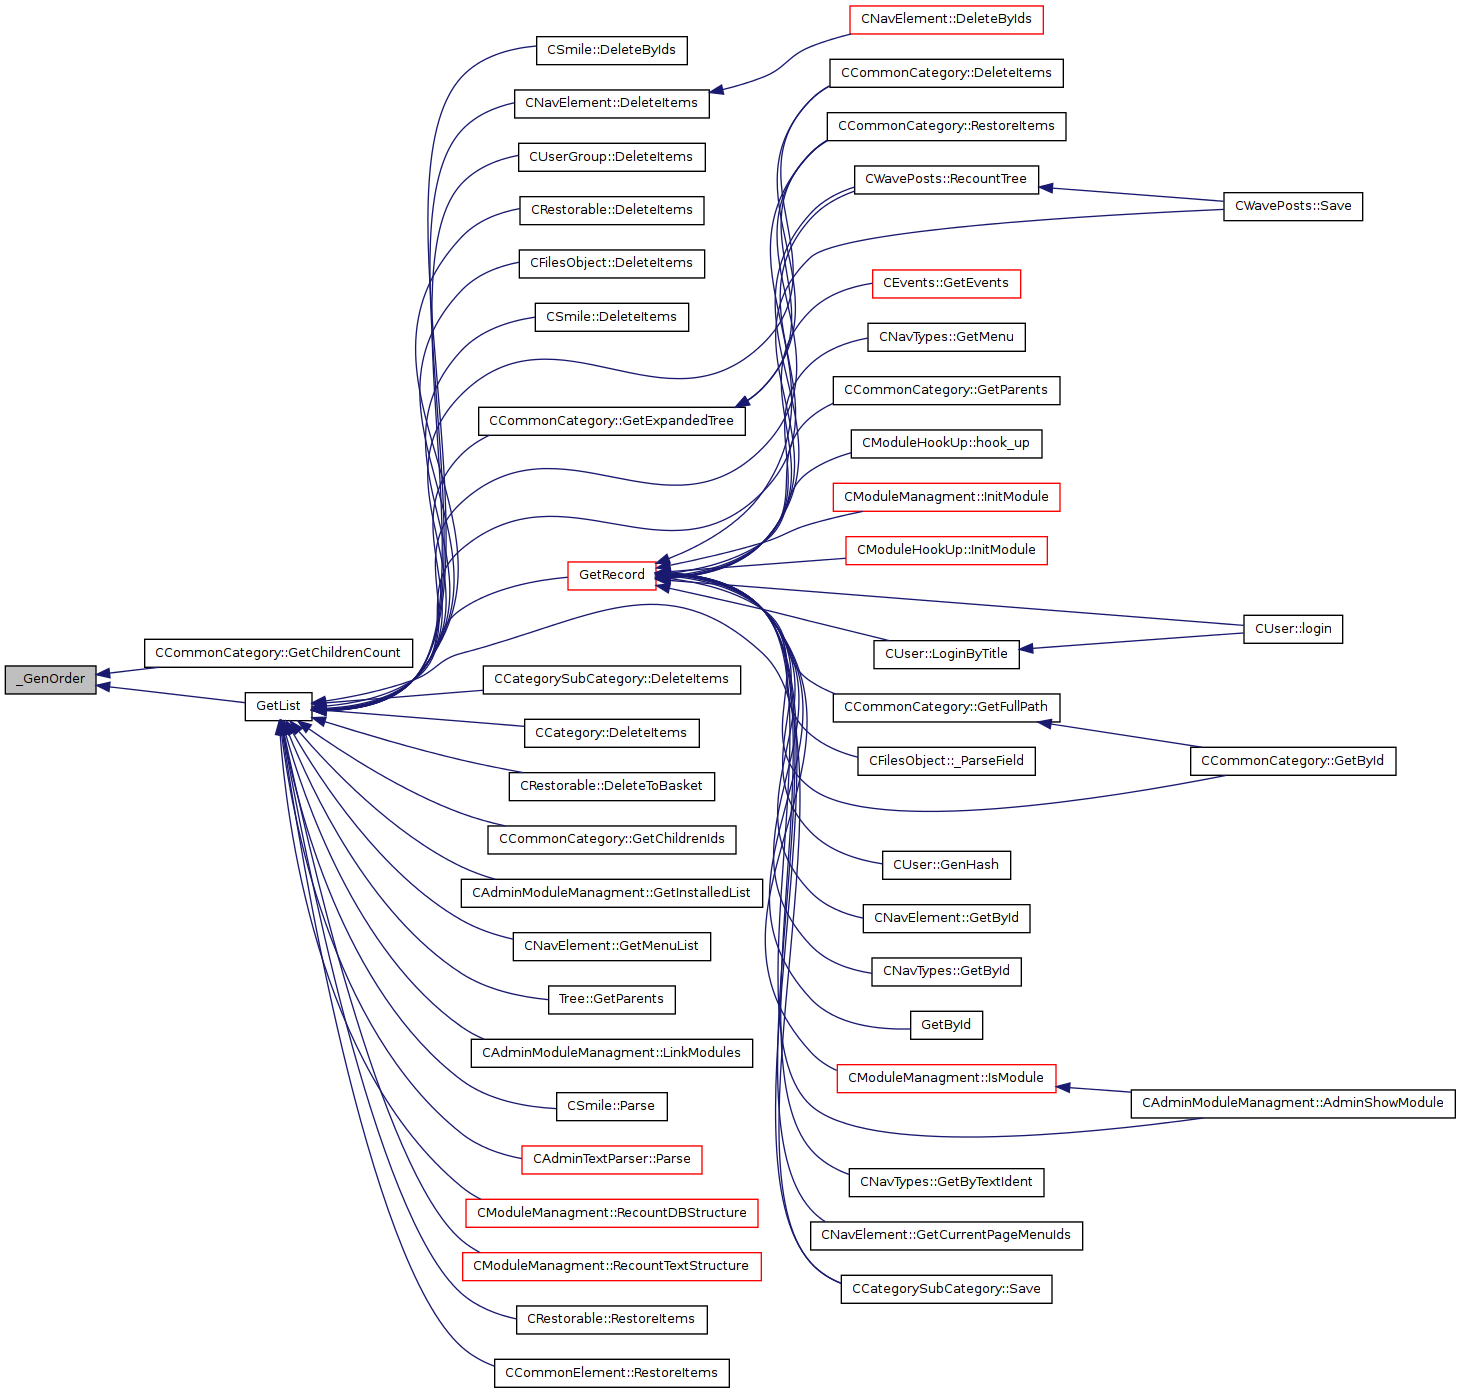 _GenOrder
CCommonCategory::GetChildrenCount
GetList
CSmile::DeleteByIds
CNavElement::DeleteItems
CUserGroup::DeleteItems
CRestorable::DeleteItems
CFilesObject::DeleteItems
CSmile::DeleteItems
CCommonCategory::GetExpandedTree
GetRecord
CCategorySubCategory::DeleteItems
CCategory::DeleteItems
CRestorable::DeleteToBasket
CCommonCategory::GetChildrenIds
CAdminModuleManagment::GetInstalledList
CNavElement::GetMenuList
Tree::GetParents
CAdminModuleManagment::LinkModules
CSmile::Parse
CAdminTextParser::Parse
CModuleManagment::RecountDBStructure
CModuleManagment::RecountTextStructure
CRestorable::RestoreItems
CCommonElement::RestoreItems
CNavElement::DeleteByIds
CCommonCategory::DeleteItems
CCommonCategory::RestoreItems
CWavePosts::RecountTree
CEvents::GetEvents
CNavTypes::GetMenu
CCommonCategory::GetParents
CModuleHookUp::hook_up
CModuleManagment::InitModule
CModuleHookUp::InitModule
CUser::LoginByTitle
CCommonCategory::GetFullPath
CFilesObject::_ParseField
CUser::GenHash
CNavElement::GetById
CNavTypes::GetById
GetById
CModuleManagment::IsModule
CNavTypes::GetByTextIdent
CNavElement::GetCurrentPageMenuIds
CCategorySubCategory::Save
CWavePosts::Save
CUser::login
CCommonCategory::GetById
CAdminModuleManagment::AdminShowModule